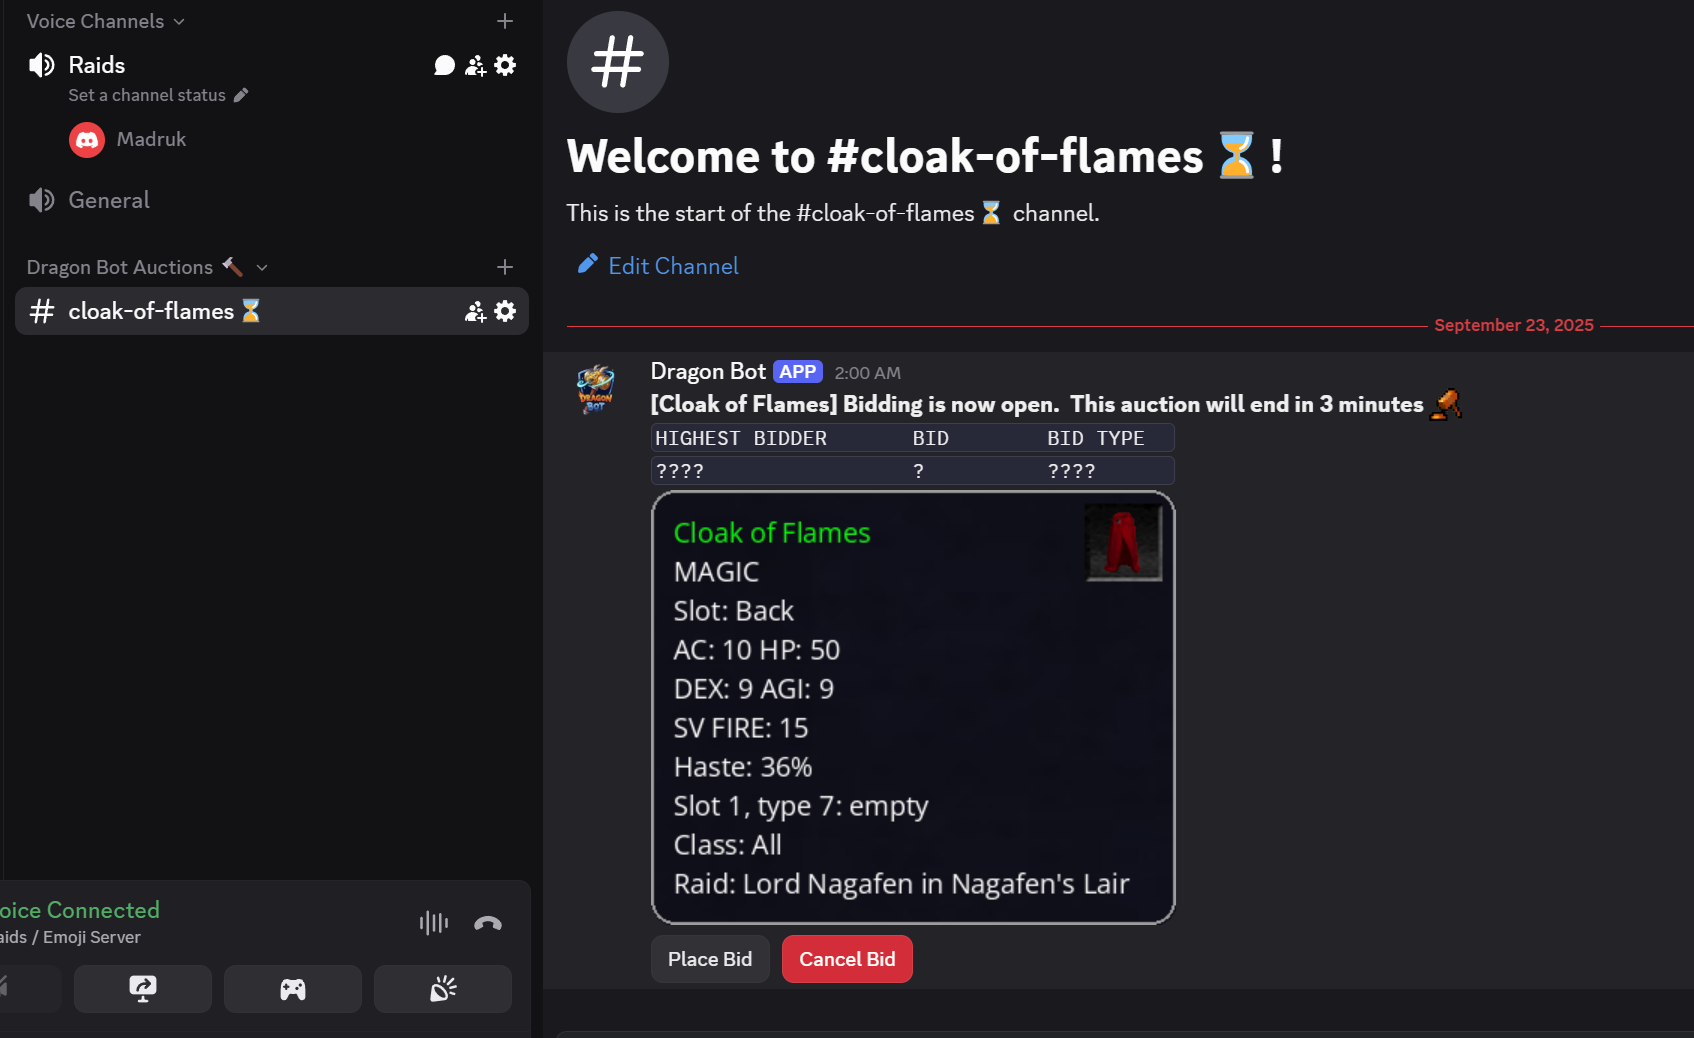 Voice Channels
Raids
Set a channel status
Madruk
General
Dragon Bot Auctions
cloak-of-flames
oice Connected
aids / Emoji Server
Welcome to #cloak-of-flames !
This is the start of the #cloak-of-flames channel.
Edit Channel
September 23, 2025
Dragon Bot APP 2:00 AM
DRAGON
BOT
[Cloak of Flames] Bidding is now open. This auction will end in 3 minutes
HIGHEST BIDDER BID BID TYPE
???? ? ????
Cloak of Flames
MAGIC
Slot: Back
AC: 10 HP: 50
DEX: 9 AGI: 9
SV FIRE: 15
Haste: 36%
Slot 1, type 7: empty
Class: All
Raid: Lord Nagafen in Nagafen's Lair
Place Bid
Cancel Bid